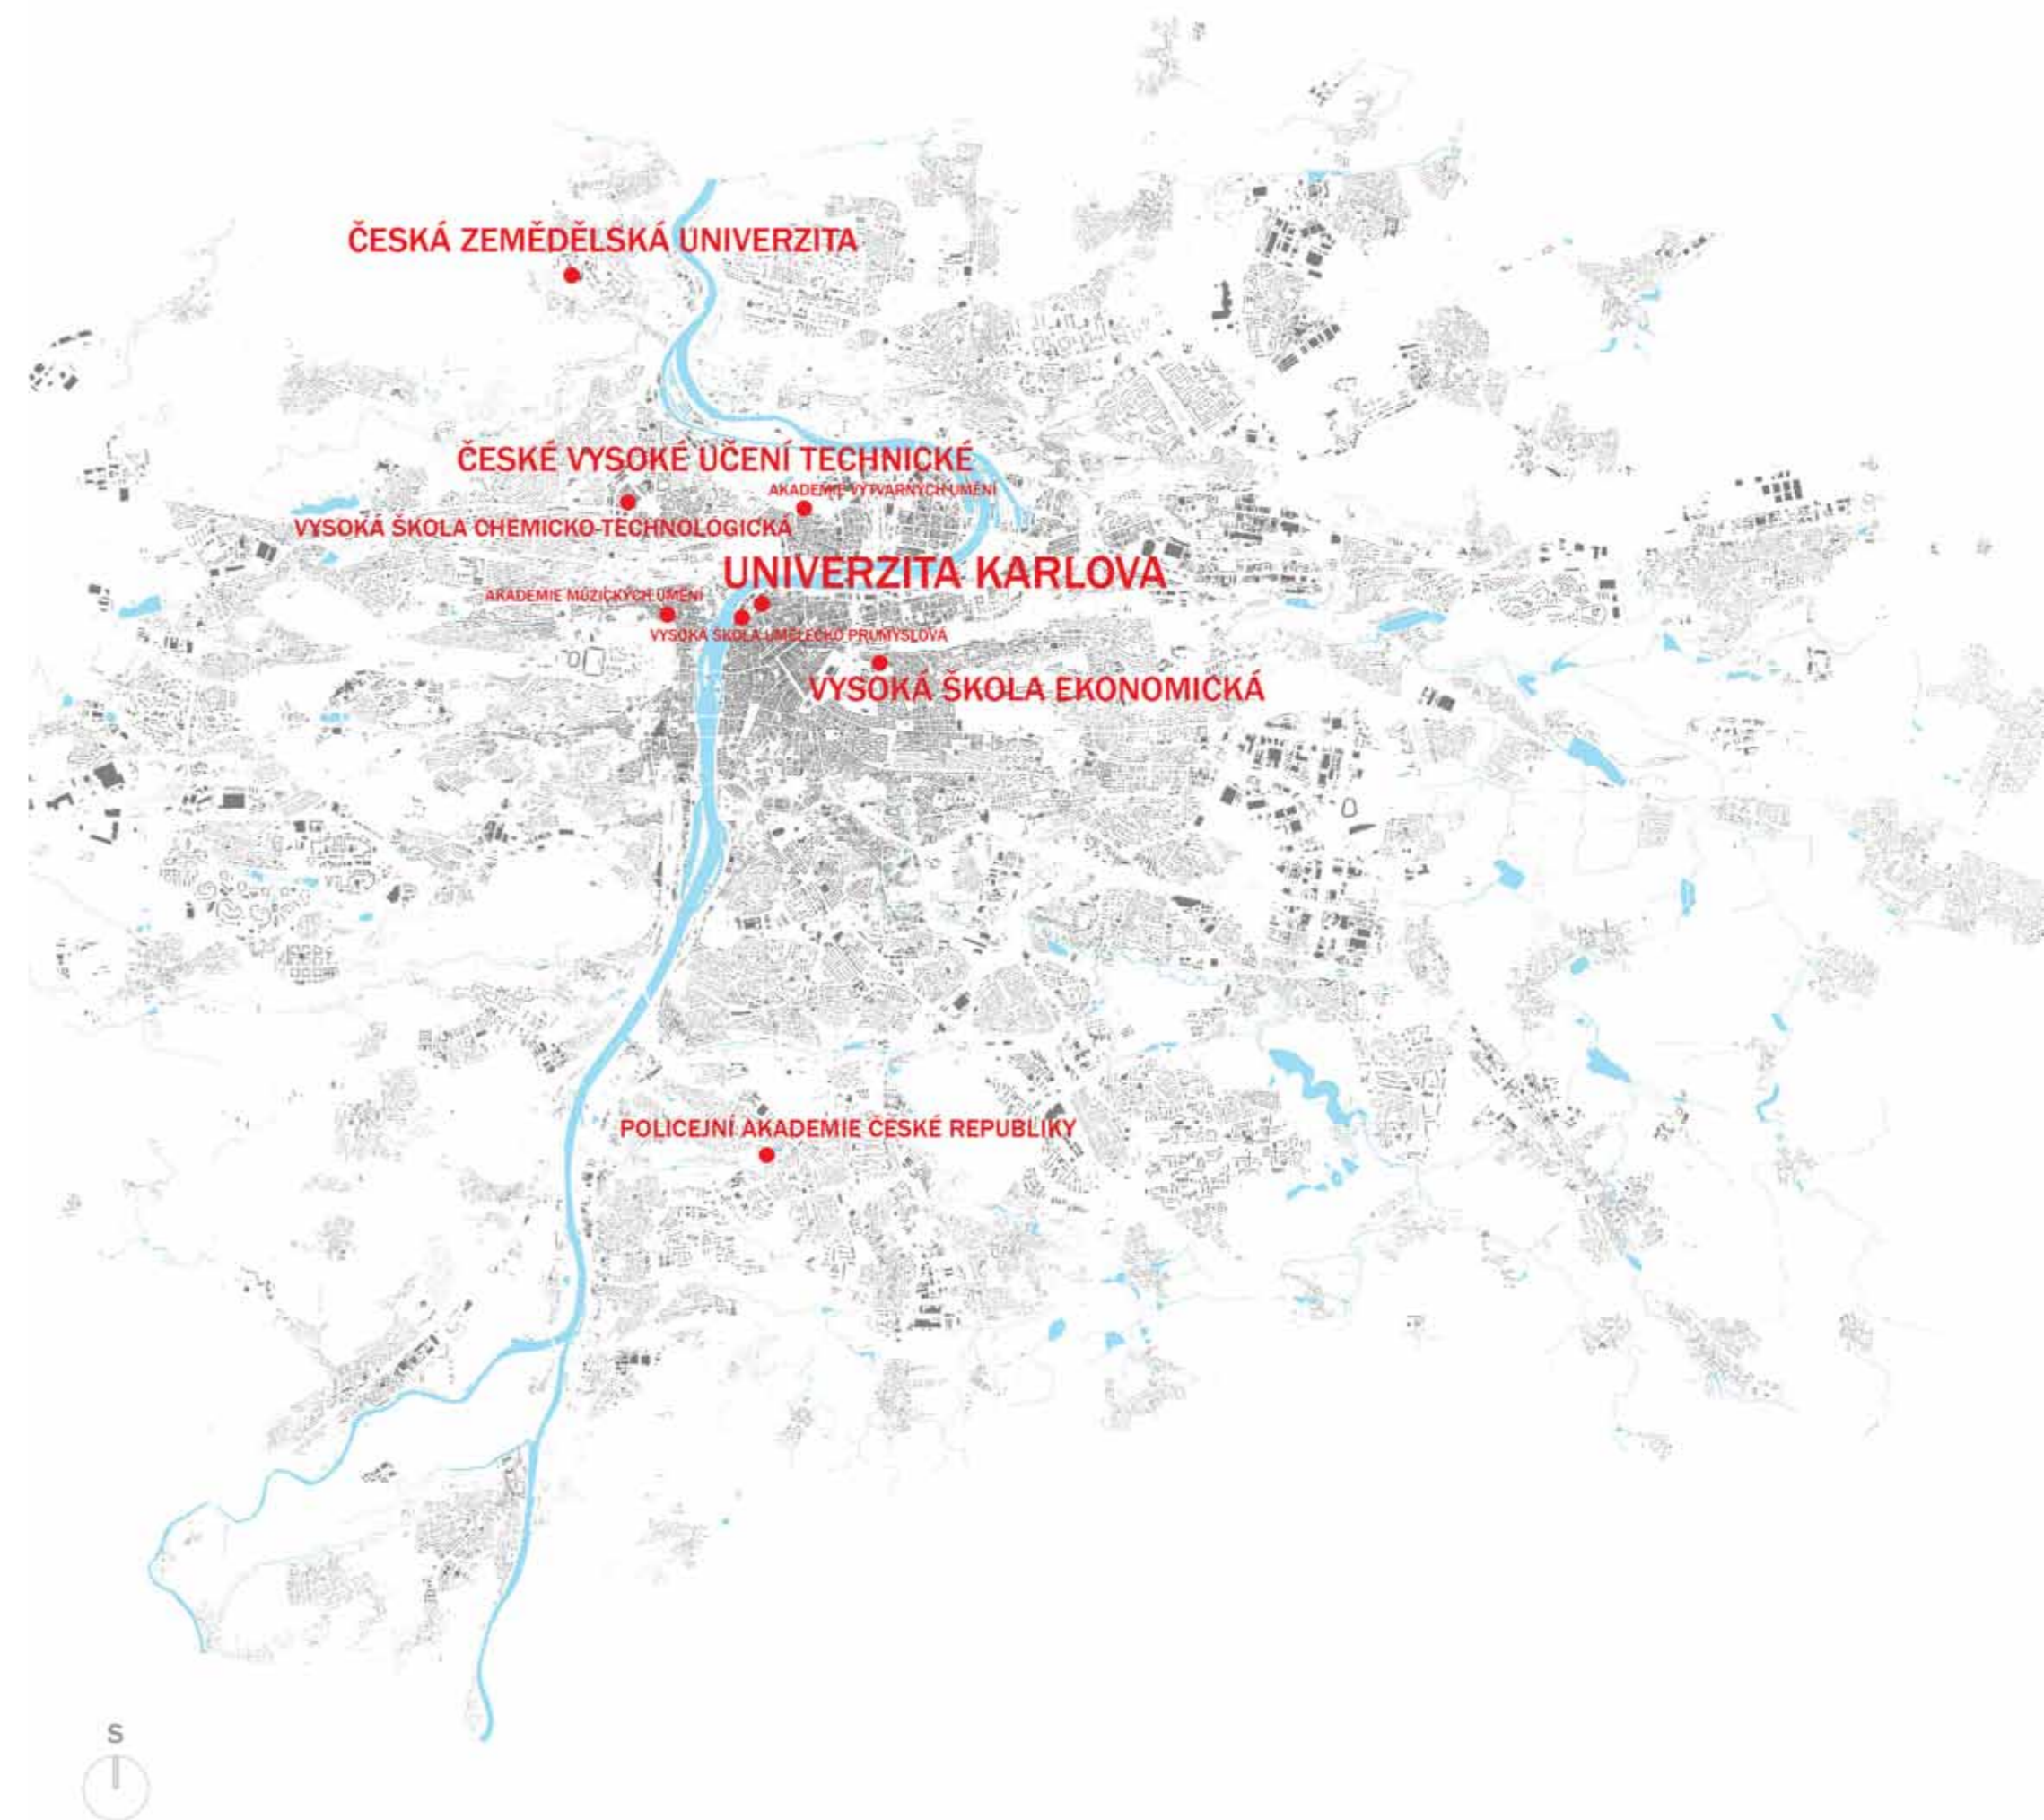 ČESKÁ ZEMĚDĚLSKÁ UNIVERZITA
ČESKÉ VYSOKÉ UČENÍ TECHNICKÉ
AKADEMIE VÝTVARNÝCH UMĚNÍ
VYSOKÁ ŠKOLA CHEMICKO-TECHNOLOGICKÁ
UNIVERZITA KARLOVA
AKADEMIE MÚZICKÝCH UMĚNÍ
VYSOKÁ ŠKOLA UMĚLECKO PRUMYSLOVÁ
VYSOKÁ ŠKOLA EKONOMICKÁ
POLICEJNÍ AKADEMIE ČESKÉ REPUBLIKY
S